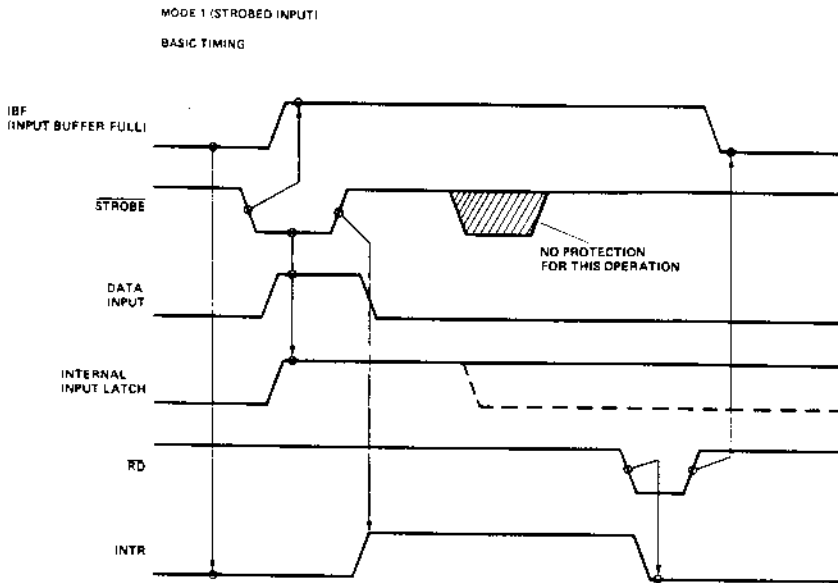 MODE 1 (STROBED INPUT)
BASIC TIMING
IBF
(INPUT BUFFER FULL)
STROBE
NO PROTECTION
FOR THIS OPERATION
DATA
INPUT
INTERNAL
INPUT LATCH
RD
INTR